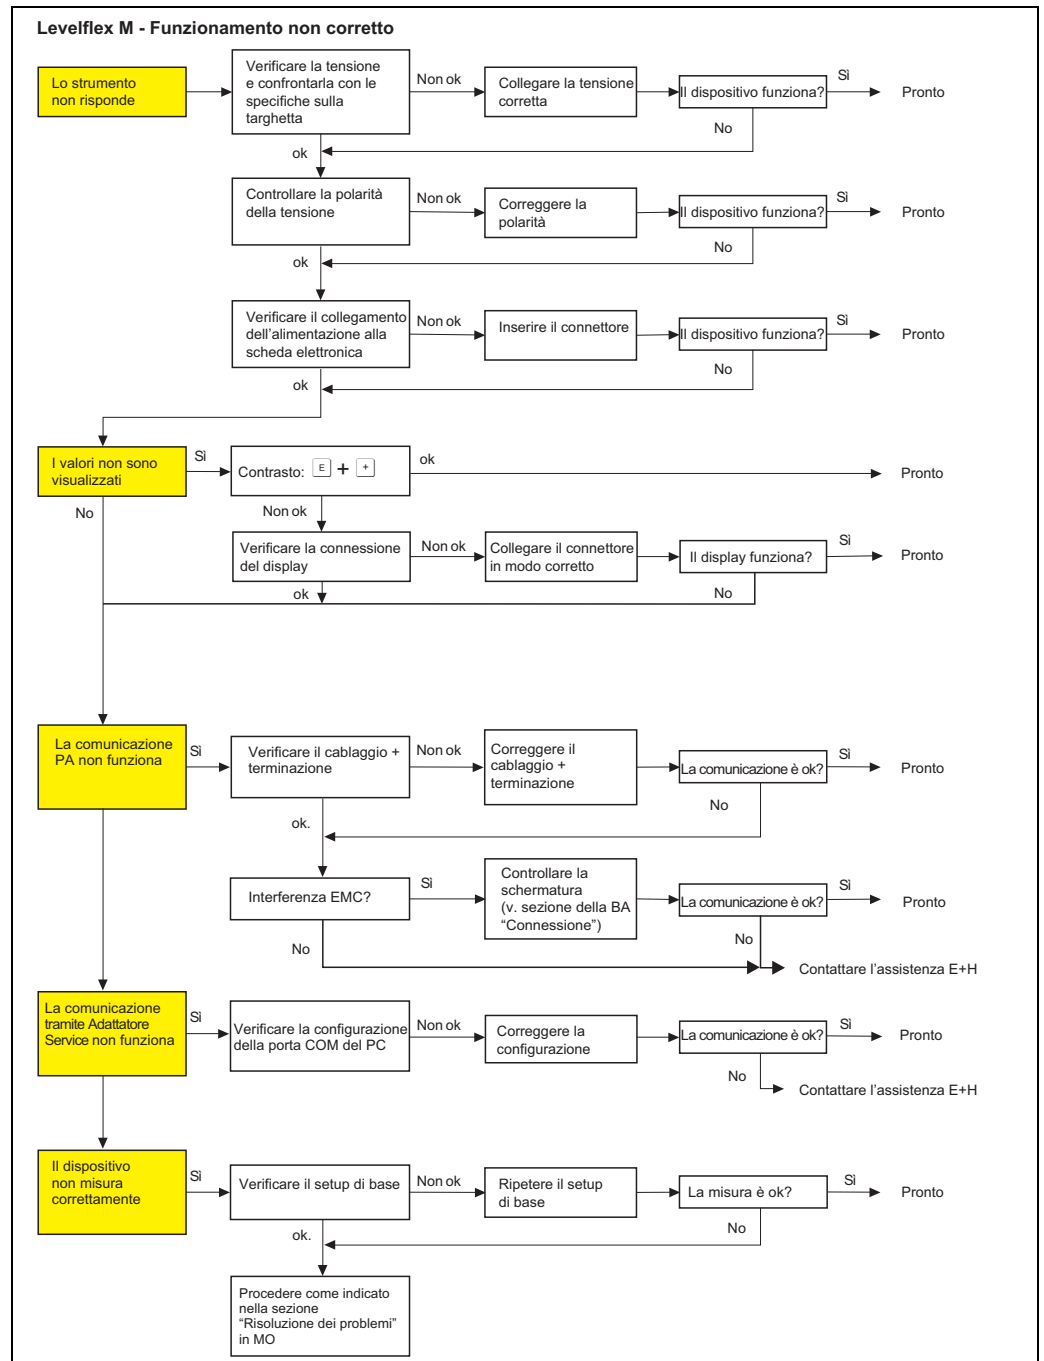 Levelflex M - Funzionamento non corretto
Lo strumento
non risponde
Verificare la tensione
e confrontarla con le
specifiche sulla
targhetta
Non ok
Collegare la tensione
corretta
Il dispositivo funziona?
Sì
Pronto
No
ok
Controllare la polarità
della tensione
Non ok
Correggere la
polarità
Il dispositivo funziona?
Sì
Pronto
No
ok
Verificare il collegamento
dell'alimentazione alla
scheda elettronica
Non ok
Inserire il connettore
Il dispositivo funziona?
Sì
Pronto
No
ok
I valori non sono
visualizzati
Sì
Contrasto: E + +
ok
Pronto
No
Non ok
Verificare la connessione
del display
Non ok
Collegare il connettore
in modo corretto
Il display funziona?
Sì
Pronto
ok
No
La comunicazione
PA non funziona
Sì
Verificare il cablaggio +
terminazione
Non ok
Correggere il
cablaggio +
terminazione
La comunicazione è ok?
Sì
Pronto
No
ok.
Interferenza EMC?
Sì
Controllare la
schermatura
(v. sezione della BA
“Connessione”)
La comunicazione è ok?
Sì
Pronto
No
No
Contattare l'assistenza E+H
La comunicazione
tramite Adattatore
Service non funziona
Sì
Verificare la configurazione
della porta COM del PC
Non ok
Correggere la
configurazione
La comunicazione è ok?
Sì
Pronto
No
Contattare l'assistenza E+H
Il dispositivo
non misura
correttamente
Sì
Verificare il setup di base
Non ok
Ripetere il setup
di base
La misura è ok?
Sì
Pronto
No
ok.
Procedere come indicato
nella sezione
“Risoluzione dei problemi”
in MO